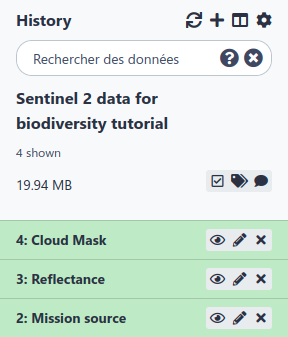 History
Rechercher des données
Sentinel 2 data for
biodiversity tutorial
4 shown
19.94 MB
4: Cloud Mask
3: Reflectance
2: Mission source